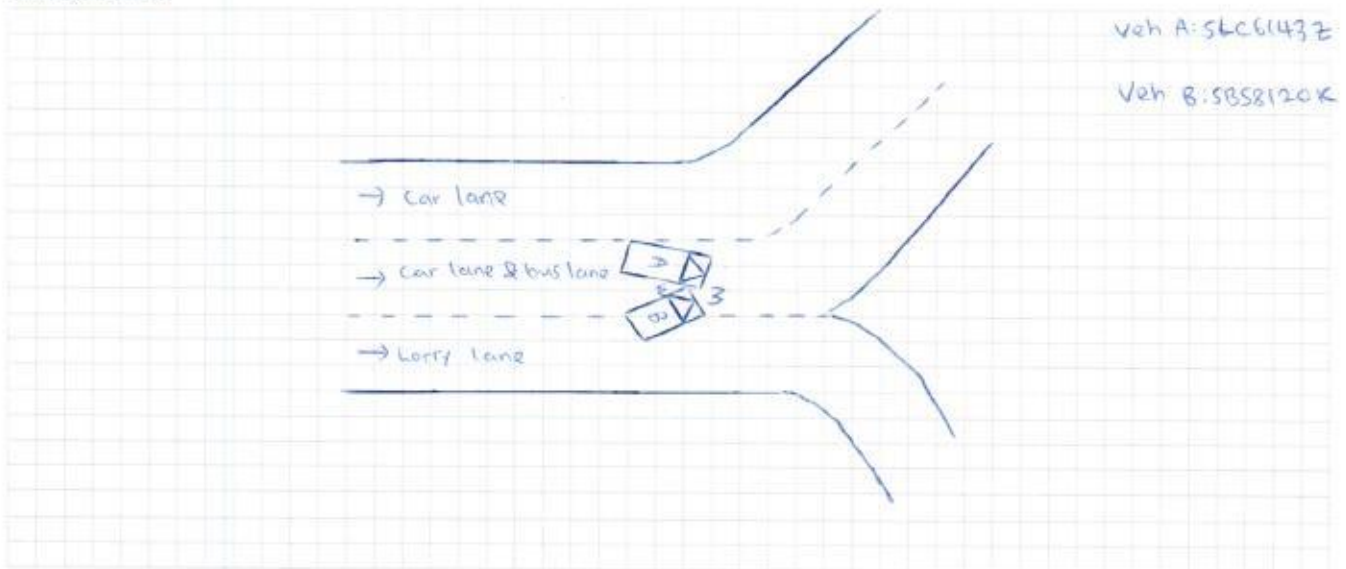 Veh A: SLC6143Z
Veh B: SBS8120K
→ Car lane
→ Car lane & bus lane
A
3
B
→ Lorry lane